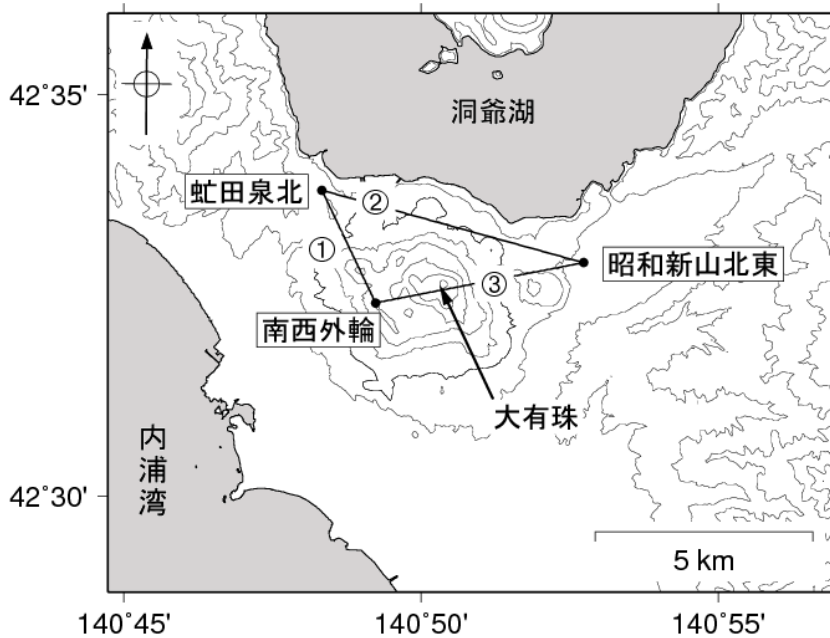 42°35'
洞爺湖
虻田泉北
②
①
昭和新山北東
③
南西外輪
大有珠
内浦湾
42°30'
5 km
140°45'
140°50'
140°55'